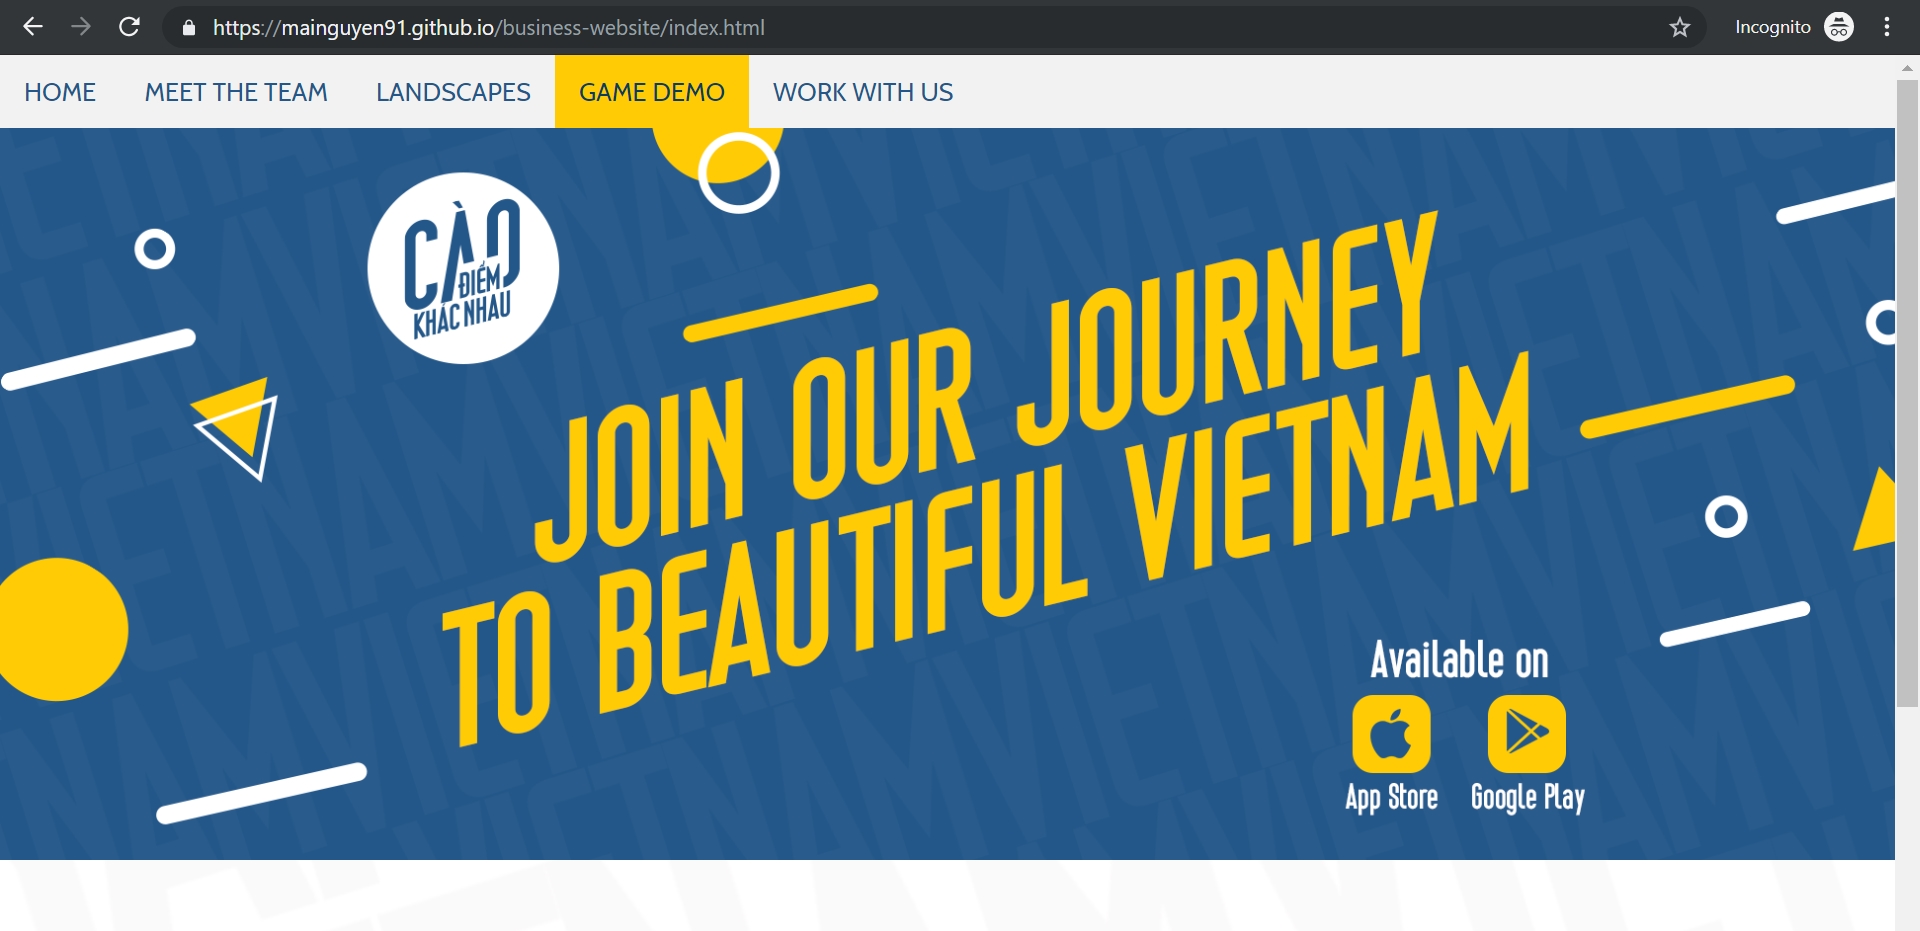 https://mainguyen91.github.io/business-website/index.html
Incognito
HOME MEET THE TEAM LANDSCAPES GAME DEMO WORK WITH US
CÀO
ĐIỂM
KHÁC NHAU
JOIN OUR JOURNEY
TO BEAUTIFUL VIETNAM
Available on
App Store Google Play